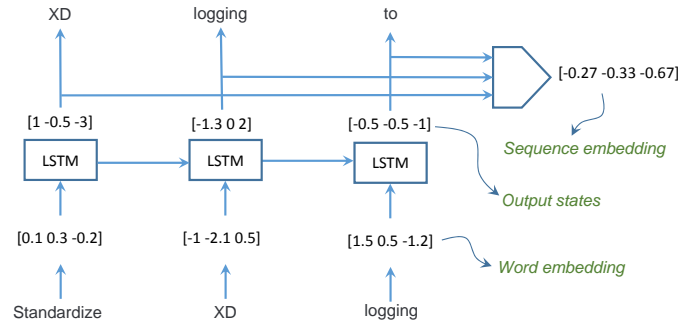 XD logging to
[-0.27 -0.33 -0.67]
[1 -0.5 -3] [-1.3 0 2] [-0.5 -0.5 -1]
Sequence embedding
LSTM LSTM LSTM
Output states
[0.1 0.3 -0.2] [-1 -2.1 0.5] [1.5 0.5 -1.2]
Word embedding
Standardize XD logging